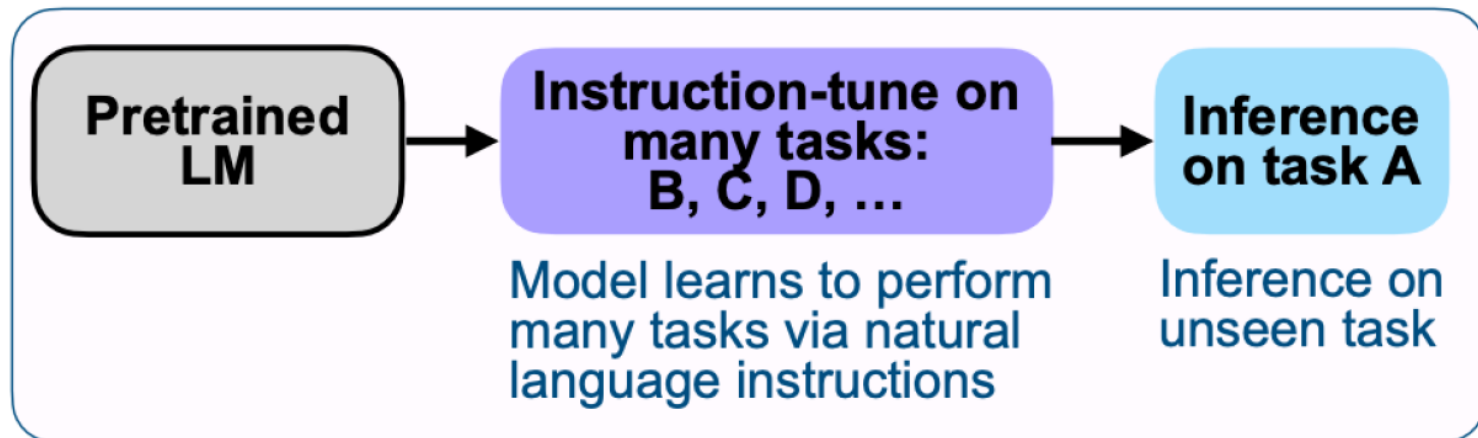 Pretrained
LM
Instruction-tune on
many tasks:
B, C, D, …
Inference
on task A
Model learns to perform
many tasks via natural
language instructions
Inference on
unseen task